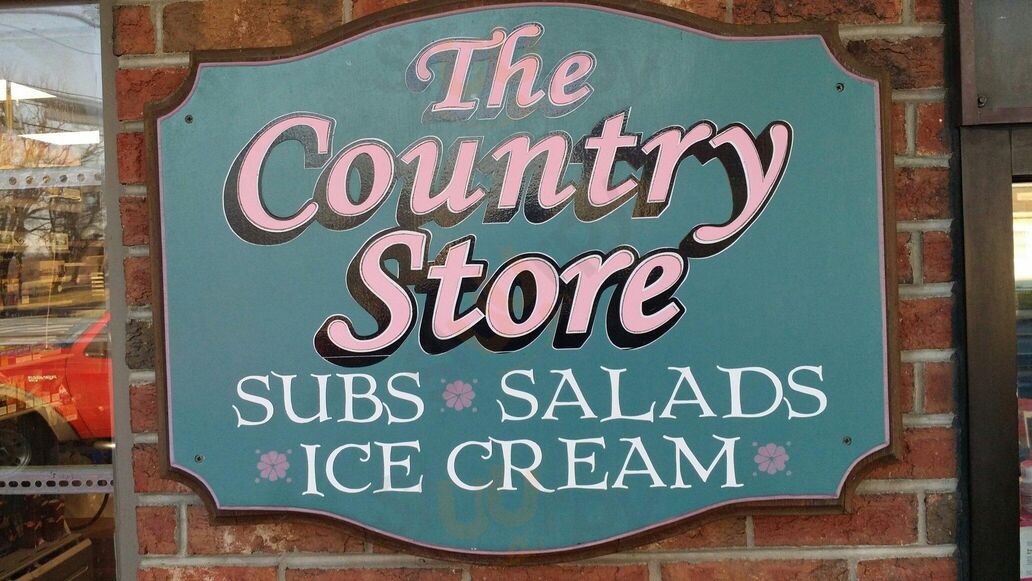 The
Country
Store
SUBS SALADS
ICE CREAM